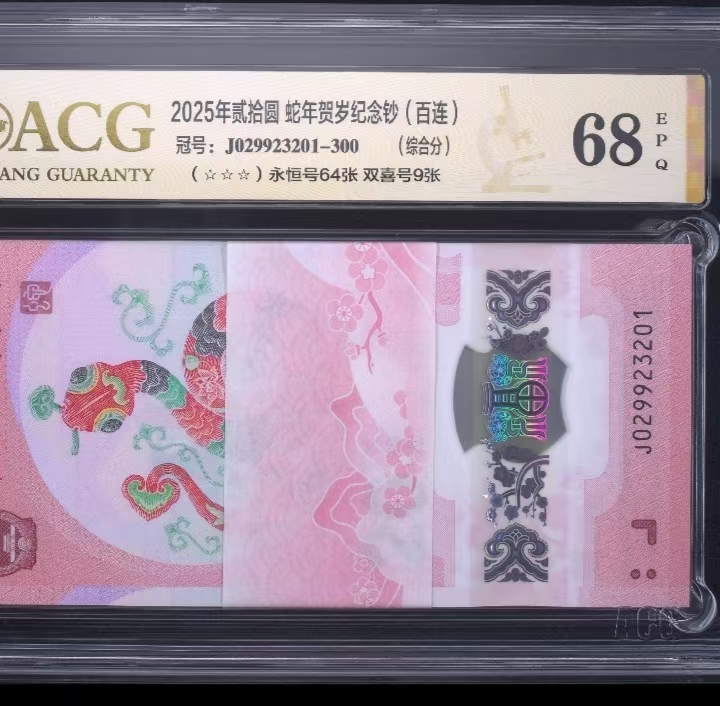 ACG
ANG GUARANTY
2025年贰拾圆 蛇年贺岁纪念钞（百连）
冠号：J029923201-300 （综合分）
（☆☆☆）永恒号64张 双喜号9张
68
EPQ
J029923201
ACG